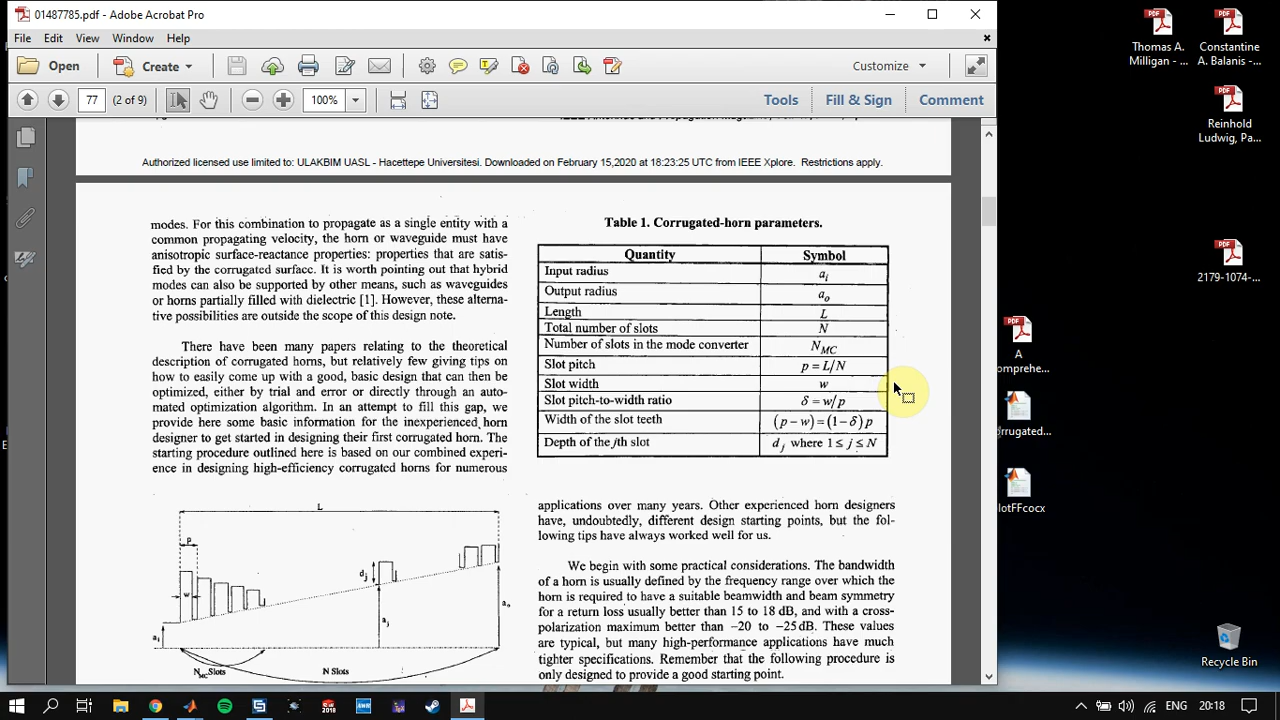 01487785.pdf - Adobe Acrobat Pro
File Edit View Window Help
Open
Create
Customize
77 (2 of 9)
100%
Tools Fill & Sign Comment
Authorized licensed use limited to: ULAKBIM UASL - Hacettepe Universitesi. Downloaded on February 15,2020 at 18:23:25 UTC from IEEE Xplore. Restrictions apply.
modes. For this combination to propagate as a single entity with a
common propagating velocity, the horn or waveguide must have
anisotropic surface-reactance properties: properties that are satis-
fied by the corrugated surface. It is worth pointing out that hybrid
modes can also be supported by other means, such as waveguides
or horns partially filled with dielectric [1]. However, these alterna-
tive possibilities are outside the scope of this design note.
There have been many papers relating to the theoretical
description of corrugated horns, but relatively few giving tips on
how to easily come up with a good, basic design that can then be
optimized, either by trial and error or directly through an auto-
mated optimization algorithm. In an attempt to fill this gap, we
provide here some basic information for the inexperienced horn
designer to get started in designing their first corrugated horn. The
starting procedure outlined here is based on our combined experi-
ence in designing high-efficiency corrugated horns for numerous
L
p
w
a_i
d_j
a_j
a_o
N_MC Slots
N Slots
Table 1. Corrugated-horn parameters.
Quantity Symbol
Input radius a_i
Output radius a_o
Length L
Total number of slots N
Number of slots in the mode converter N_MC
Slot pitch p = L/N
Slot width w
Slot pitch-to-width ratio δ = w/p
Width of the slot teeth (p − w) = (1 − δ) p
Depth of the jth slot d_j where 1 ≤ j ≤ N
applications over many years. Other experienced horn designers
have, undoubtedly, different design starting points, but the fol-
lowing tips have always worked well for us.
We begin with some practical considerations. The bandwidth
of a horn is usually defined by the frequency range over which the
horn is required to have a suitable beamwidth and beam symmetry
for a return loss usually better than 15 to 18 dB, and with a cross-
polarization maximum better than −20 to −25 dB. These values
are typical, but many high-performance applications have much
tighter specifications. Remember that the following procedure is
only designed to provide a good starting point.
Thomas A.
Milligan - ...
Constantine
A. Balanis - ...
Reinhold
Ludwig, Pa...
2179-1074-...
A
Comprehe...
Corrugated...
lotFFcocx
Recycle Bin
ENG 20:18